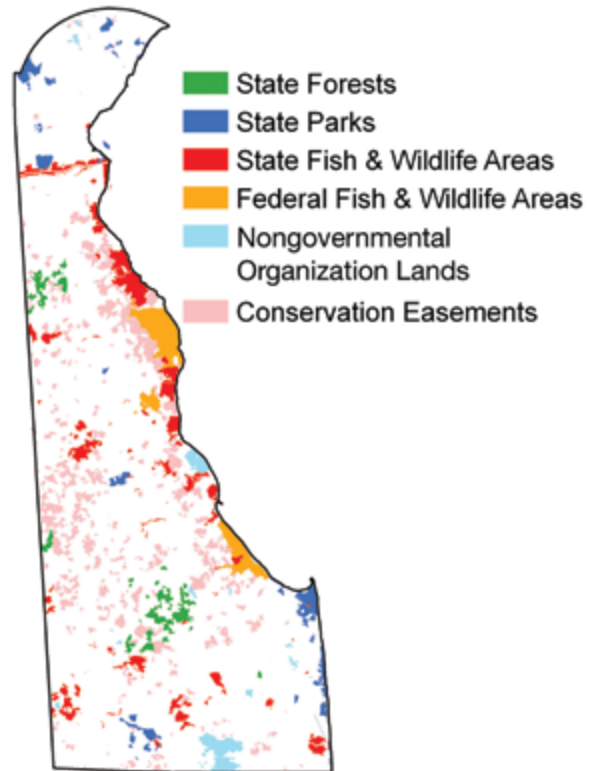 State Forests
State Parks
State Fish & Wildlife Areas
Federal Fish & Wildlife Areas
Nongovernmental
Organization Lands
Conservation Easements